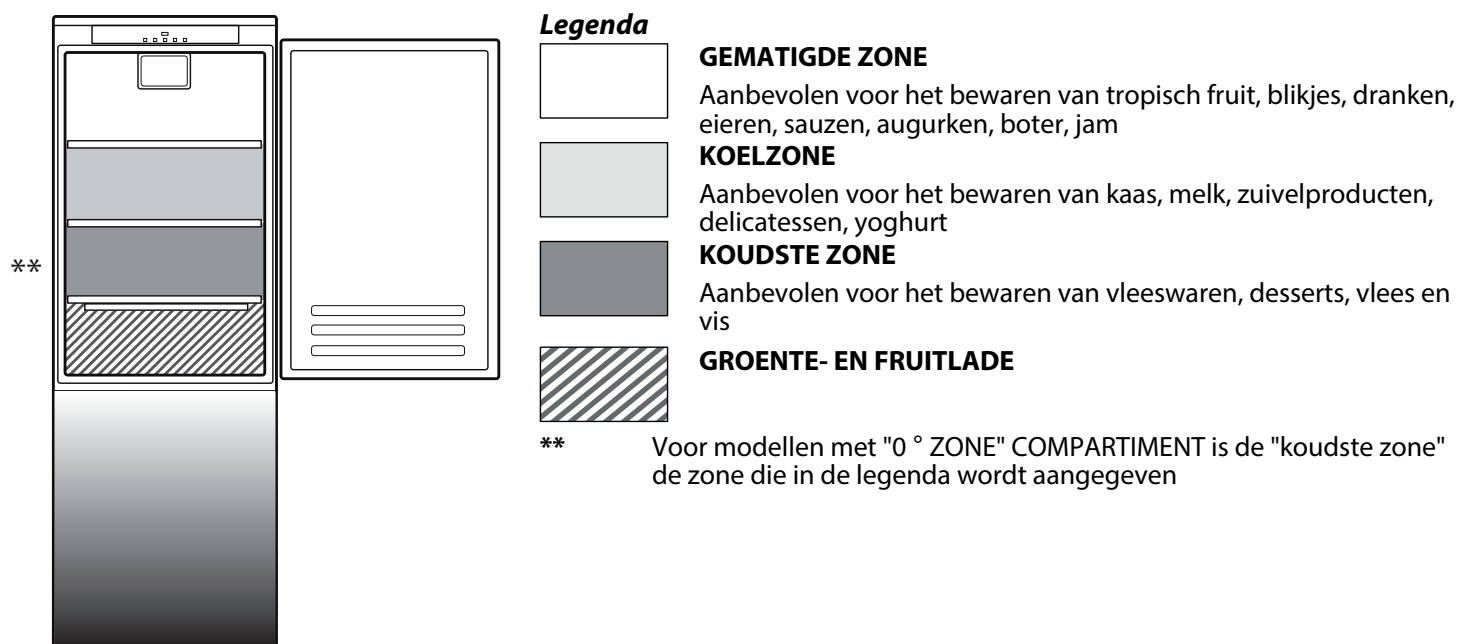 Legenda
GEMATIGDE ZONE
Aanbevolen voor het bewaren van tropisch fruit, blikjes, dranken,
eieren, sauzen, augurken, boter, jam
KOELZONE
Aanbevolen voor het bewaren van kaas, melk, zuivelproducten,
delicatessen, yoghurt
KOUDSTE ZONE
Aanbevolen voor het bewaren van vleeswaren, desserts, vlees en
vis
GROENTE- EN FRUITLADE
**
** Voor modellen met "0 ° ZONE" COMPARTIMENT is de "koudste zone"
de zone die in de legenda wordt aangegeven